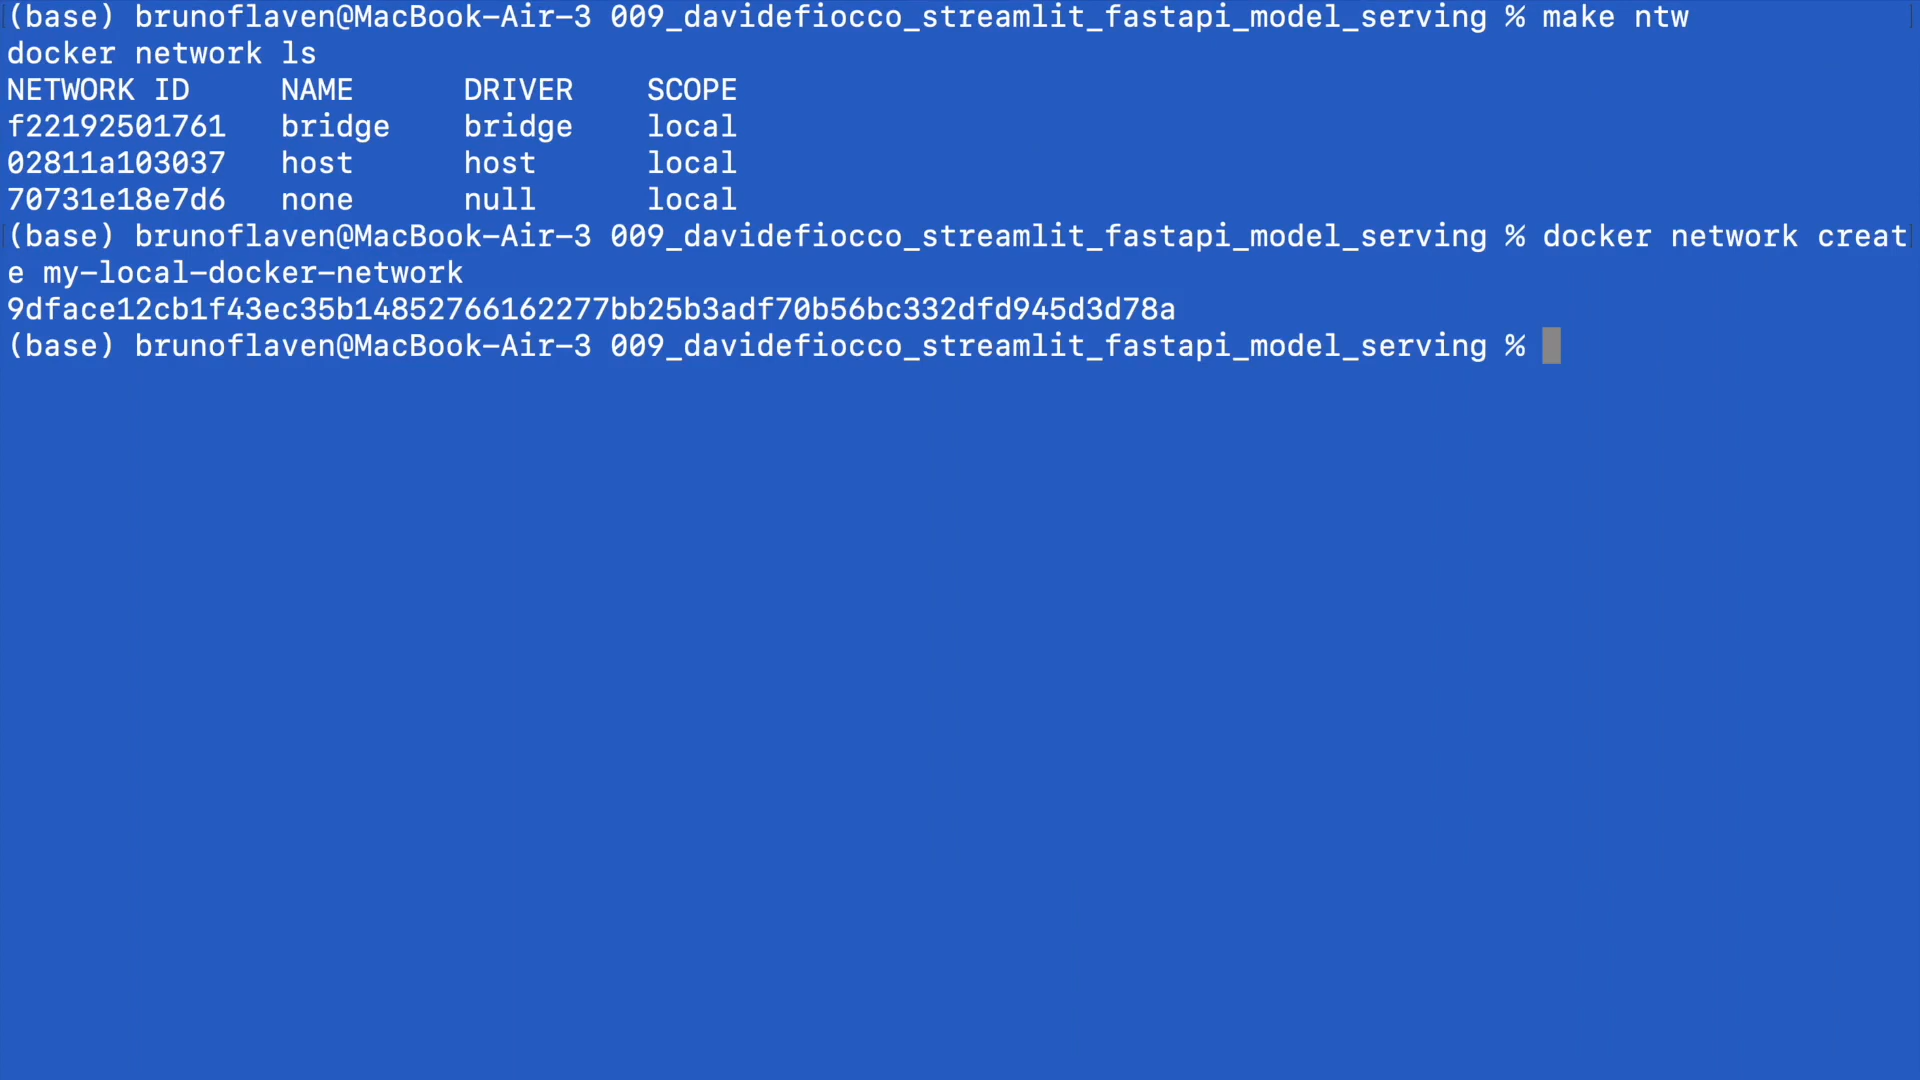 (base) brunoflaven@MacBook-Air-3 009_davidefiocco_streamlit_fastapi_model_serving % make ntw
docker network ls
NETWORK ID     NAME      DRIVER    SCOPE
f22192501761   bridge    bridge    local
02811a103037   host      host      local
70731e18e7d6   none      null      local
(base) brunoflaven@MacBook-Air-3 009_davidefiocco_streamlit_fastapi_model_serving % docker network creat
e my-local-docker-network
9dface12cb1f43ec35b14852766162277bb25b3adf70b56bc332dfd945d3d78a
(base) brunoflaven@MacBook-Air-3 009_davidefiocco_streamlit_fastapi_model_serving %